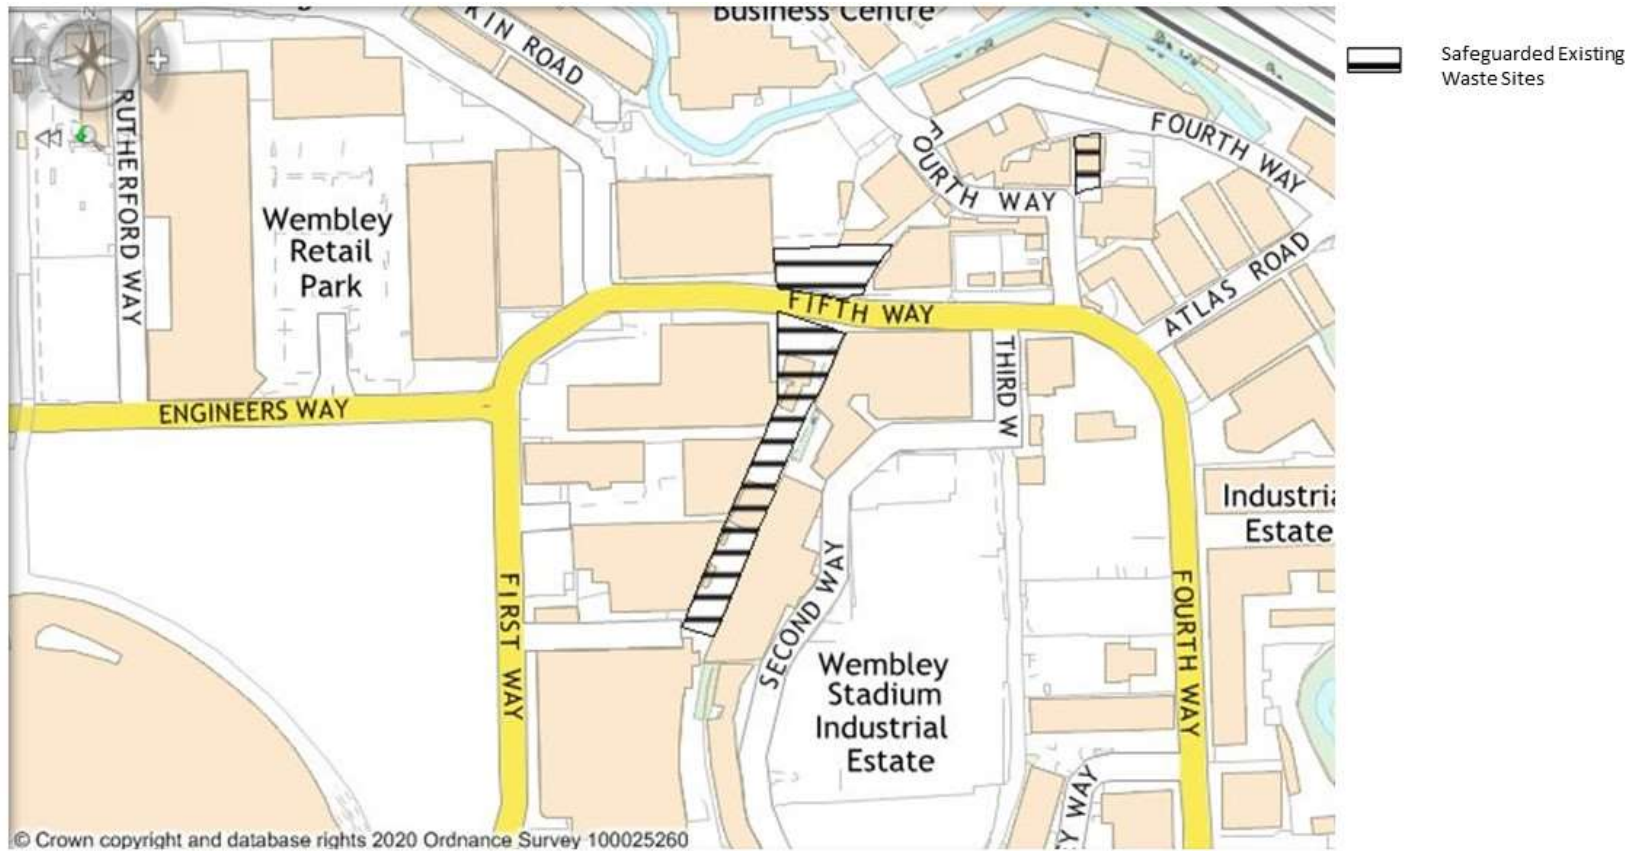 Business Centre
KIN ROAD
Safeguarded Existing
Waste Sites
RUTHERFORD WAY
FOURTH WAY
FOURTH WAY
Wembley
Retail
Park
ATLAS ROAD
FIFTH WAY
THIRD W
ENGINEERS WAY
Industria
Estate
FIRST WAY
SECOND WAY
FOURTH WAY
Wembley
Stadium
Industrial
Estate
EY WAY
© Crown copyright and database rights 2020 Ordnance Survey 100025260